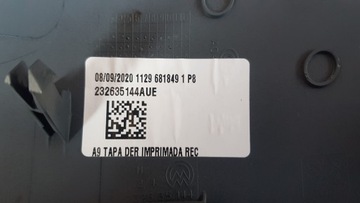 08/09/2020 1129 681849 1 P8
232635144AUE
A9 TAPA DER IMPRIMADA REC